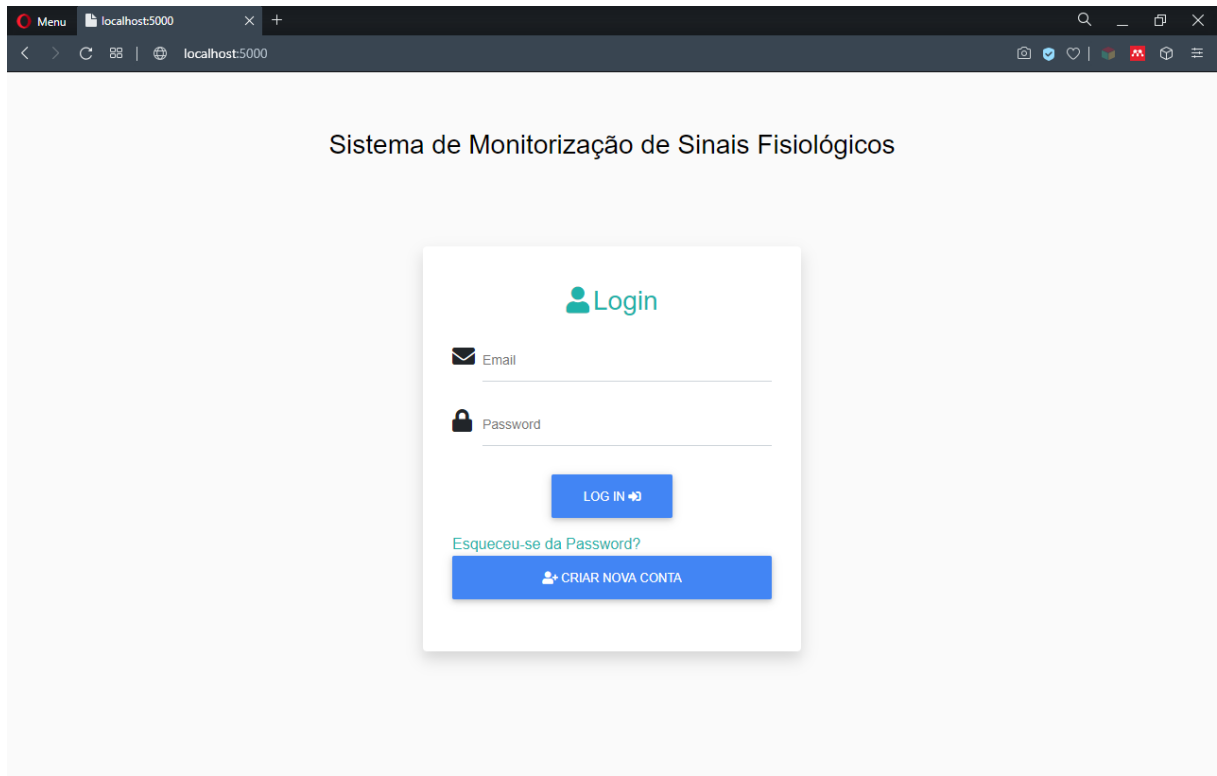 Menu
localhost:5000
localhost:5000
Sistema de Monitorização de Sinais Fisiológicos
Login
Email
Password
LOG IN
Esqueceu-se da Password?
CRIAR NOVA CONTA